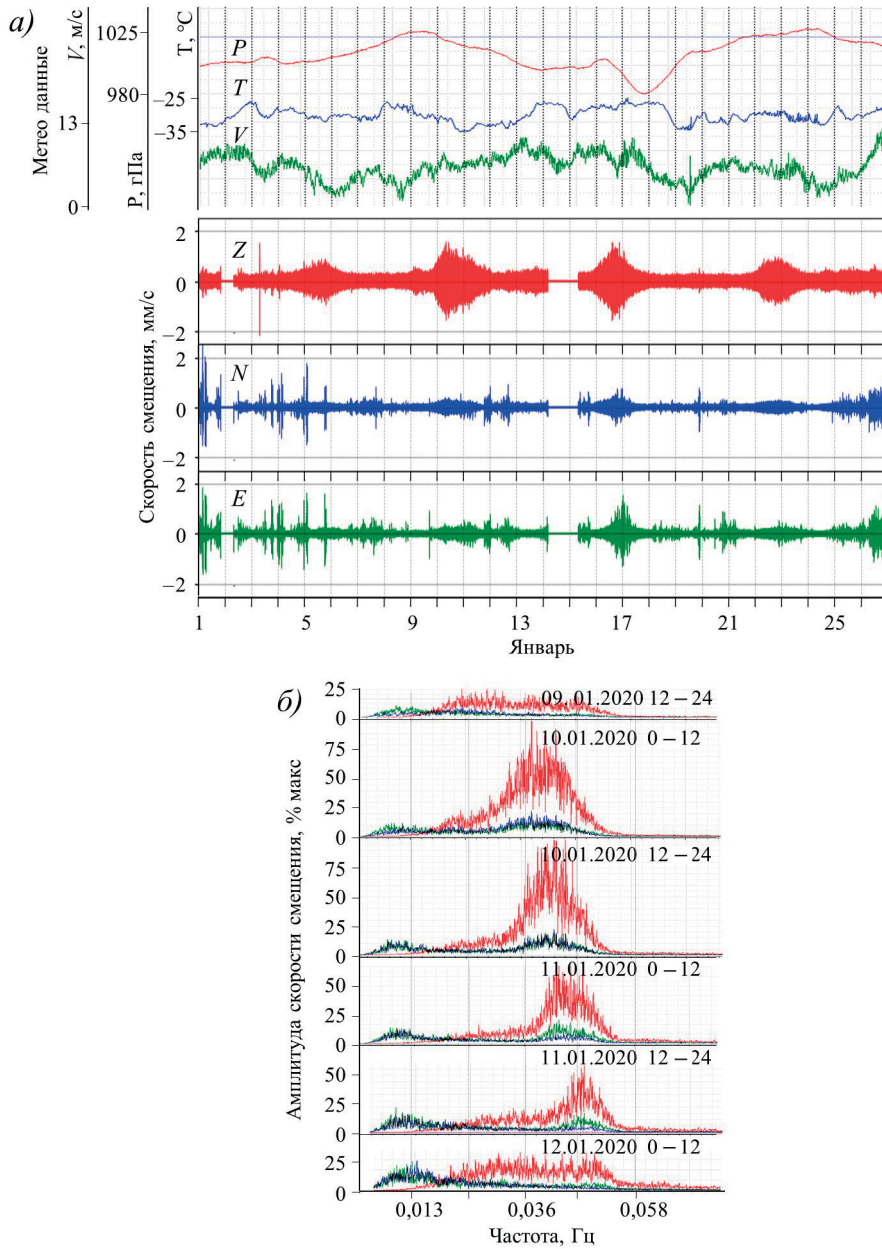 а)
Метео данные
V, м/с
13
0
P, гПа
1025
980
T, °C
−25
−35
P
T
V
Скорость смещения, мм/с
2
0
−2
Z
2
0
−2
N
2
0
−2
E
1 5 9 13 17 21 25
Январь
б)
Амплитуда скорости смещения, % макс
25
0
09.01.2020 12 – 24
75
50
25
0
10.01.2020 0 – 12
75
50
25
0
10.01.2020 12 – 24
50
25
0
11.01.2020 0 – 12
50
25
0
11.01.2020 12 – 24
25
0
12.01.2020 0 – 12
0,013 0,036 0,058
Частота, Гц